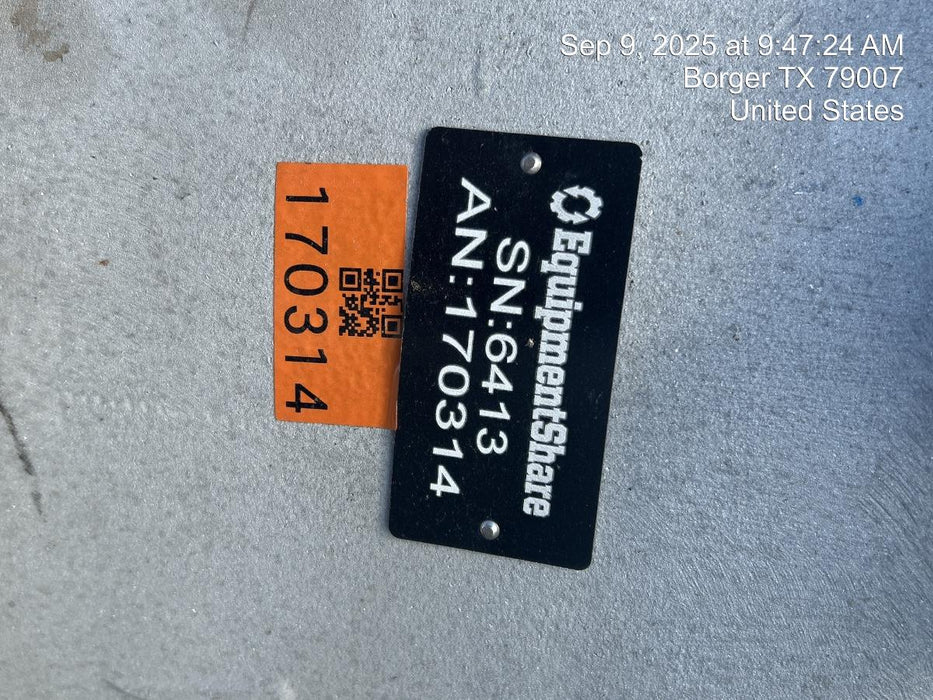 Sep 9, 2025 at 9:47:24 AM
Borger TX 79007
United States
EquipmentShare
SN:6413
AN:170314
170314